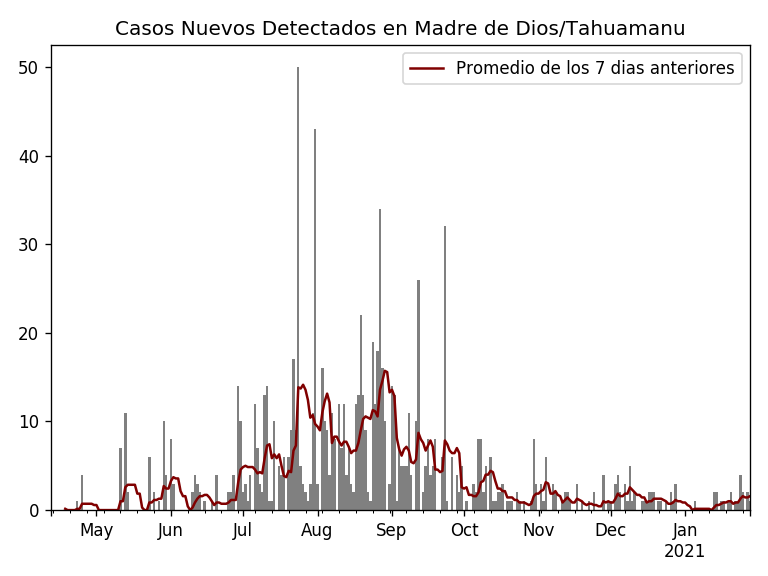 Casos Nuevos Detectados en Madre de Dios/Tahuamanu
Promedio de los 7 dias anteriores
50
40
30
20
10
0
May Jun Jul Aug Sep Oct Nov Dec Jan
2021